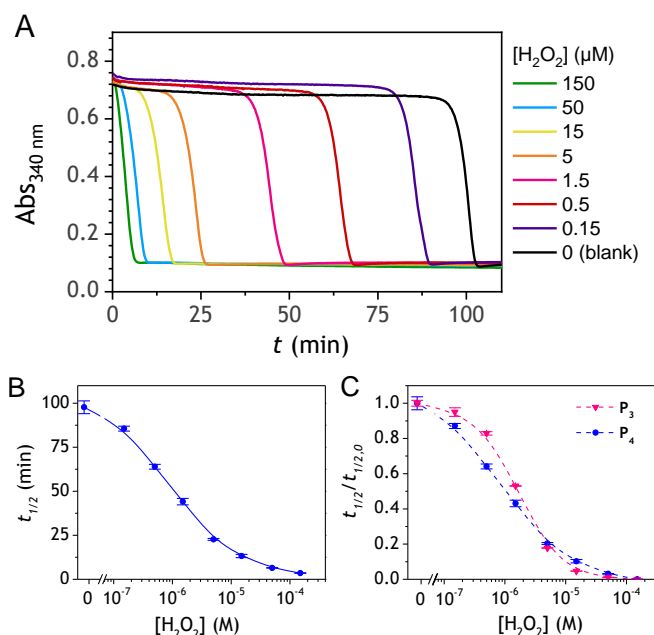 A
[H₂O₂] (µM)
150
50
15
5
1.5
0.5
0.15
0 (blank)
0.8
0.6
0.4
0.2
0.0
Abs₃₄₀ ₙₘ
0 25 50 75 100
t (min)
B
100
75
50
25
0
t₁/₂ (min)
0 10⁻⁷ 10⁻⁶ 10⁻⁵ 10⁻⁴
[H₂O₂] (M)
C
P₃
P₄
1.0
0.8
0.6
0.4
0.2
0.0
t₁/₂/t₁/₂,₀
0 10⁻⁷ 10⁻⁶ 10⁻⁵ 10⁻⁴
[H₂O₂] (M)